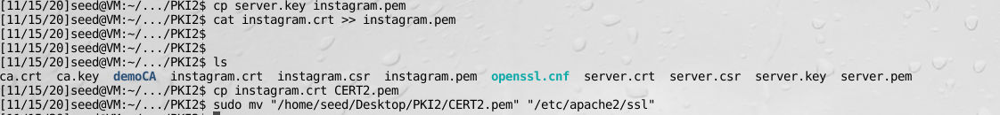 [11/15/20]seed@VM:~/.../PKI2$ cp server.key instagram.pem
[11/15/20]seed@VM:~/.../PKI2$ cat instagram.crt >> instagram.pem
[11/15/20]seed@VM:~/.../PKI2$
[11/15/20]seed@VM:~/.../PKI2$
[11/15/20]seed@VM:~/.../PKI2$ ls
ca.crt ca.key demoCA instagram.crt instagram.csr instagram.pem openssl.cnf server.crt server.csr server.key server.pem
[11/15/20]seed@VM:~/.../PKI2$ cp instagram.crt CERT2.pem
[11/15/20]seed@VM:~/.../PKI2$ sudo mv "/home/seed/Desktop/PKI2/CERT2.pem" "/etc/apache2/ssl"